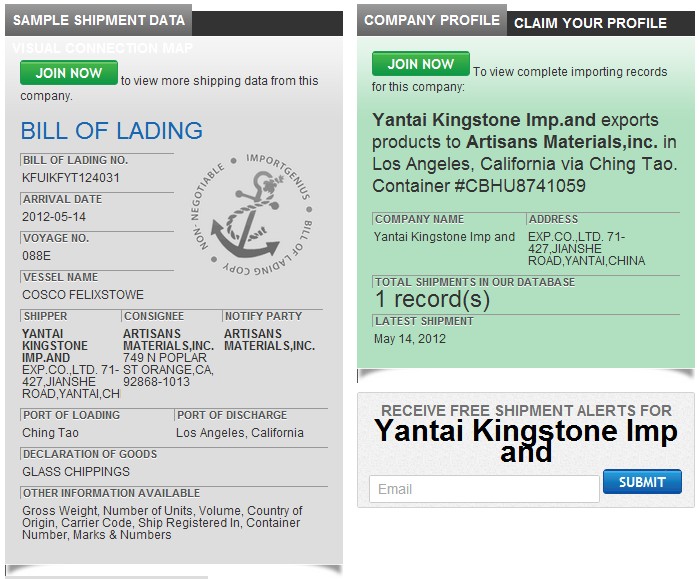 SAMPLE SHIPMENT DATA
VISUAL CONNECTION MAP
JOIN NOW to view more shipping data from this
company.
BILL OF LADING
BILL OF LADING NO.
KFUIKFYT124031
ARRIVAL DATE
2012-05-14
VOYAGE NO.
088E
VESSEL NAME
COSCO FELIXSTOWE
NON-NEGOTIABLE • IMPORTGENIUS • BILL OF LADING COPY •
SHIPPER
YANTAI
KINGSTONE
IMP.AND
EXP.CO.,LTD. 71-
427,JIANSHE
ROAD,YANTAI,CHI
CONSIGNEE
ARTISANS
MATERIALS,INC.
749 N POPLAR
ST ORANGE,CA,
92868-1013
NOTIFY PARTY
ARTISANS
MATERIALS,INC.
PORT OF LOADING
Ching Tao
PORT OF DISCHARGE
Los Angeles, California
DECLARATION OF GOODS
GLASS CHIPPINGS
OTHER INFORMATION AVAILABLE
Gross Weight, Number of Units, Volume, Country of
Origin, Carrier Code, Ship Registered In, Container
Number, Marks & Numbers
COMPANY PROFILE
CLAIM YOUR PROFILE
JOIN NOW To view complete importing records
for this company:
Yantai Kingstone Imp.and exports
products to Artisans Materials,inc. in
Los Angeles, California via Ching Tao.
Container #CBHU8741059
COMPANY NAME
Yantai Kingstone Imp and
ADDRESS
EXP.CO.,LTD. 71-
427,JIANSHE
ROAD,YANTAI,CHINA
TOTAL SHIPMENTS IN OUR DATABASE
1 record(s)
LATEST SHIPMENT
May 14, 2012
RECEIVE FREE SHIPMENT ALERTS FOR
Yantai Kingstone Imp
and
Email
SUBMIT